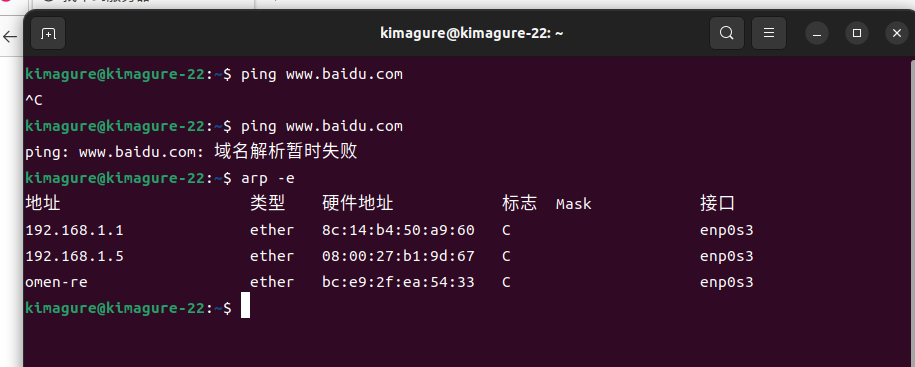 kimagure@kimagure-22: ~
kimagure@kimagure-22:~$ ping www.baidu.com
^C
kimagure@kimagure-22:~$ ping www.baidu.com
ping: www.baidu.com: 域名解析暂时失败
kimagure@kimagure-22:~$ arp -e
地址 类型 硬件地址 标志 Mask 接口
192.168.1.1 ether 8c:14:b4:50:a9:60 C enp0s3
192.168.1.5 ether 08:00:27:b1:9d:67 C enp0s3
omen-re ether bc:e9:2f:ea:54:33 C enp0s3
kimagure@kimagure-22:~$